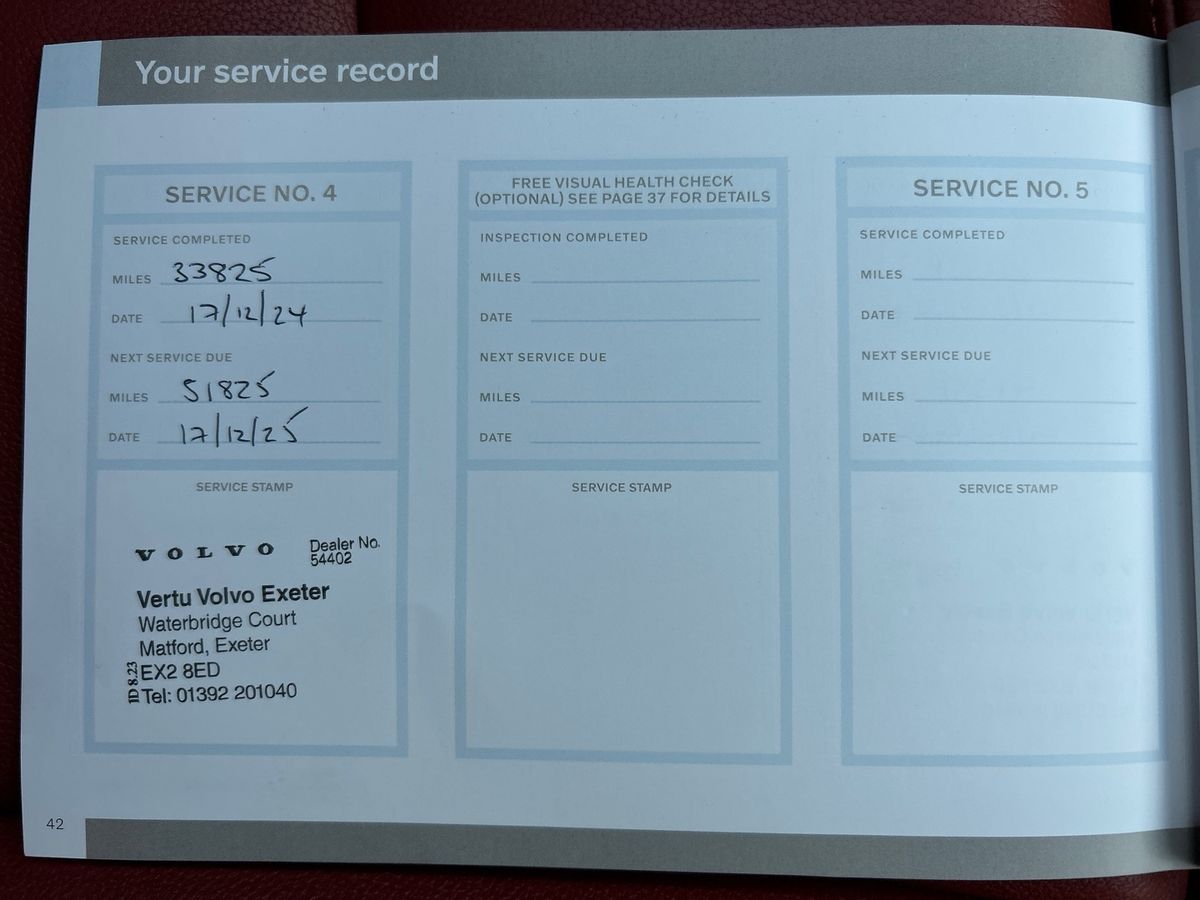 Your service record
SERVICE NO. 4
SERVICE COMPLETED
MILES 33825
DATE 17/12/24
NEXT SERVICE DUE
MILES 51825
DATE 17/12/25
SERVICE STAMP
VOLVO Dealer No. 54402
Vertu Volvo Exeter
Waterbridge Court
Matford, Exeter
EX2 8ED
Tel: 01392 201040
ID 8.23
FREE VISUAL HEALTH CHECK
(OPTIONAL) SEE PAGE 37 FOR DETAILS
INSPECTION COMPLETED
MILES
DATE
NEXT SERVICE DUE
MILES
DATE
SERVICE STAMP
SERVICE NO. 5
SERVICE COMPLETED
MILES
DATE
NEXT SERVICE DUE
MILES
DATE
SERVICE STAMP
42